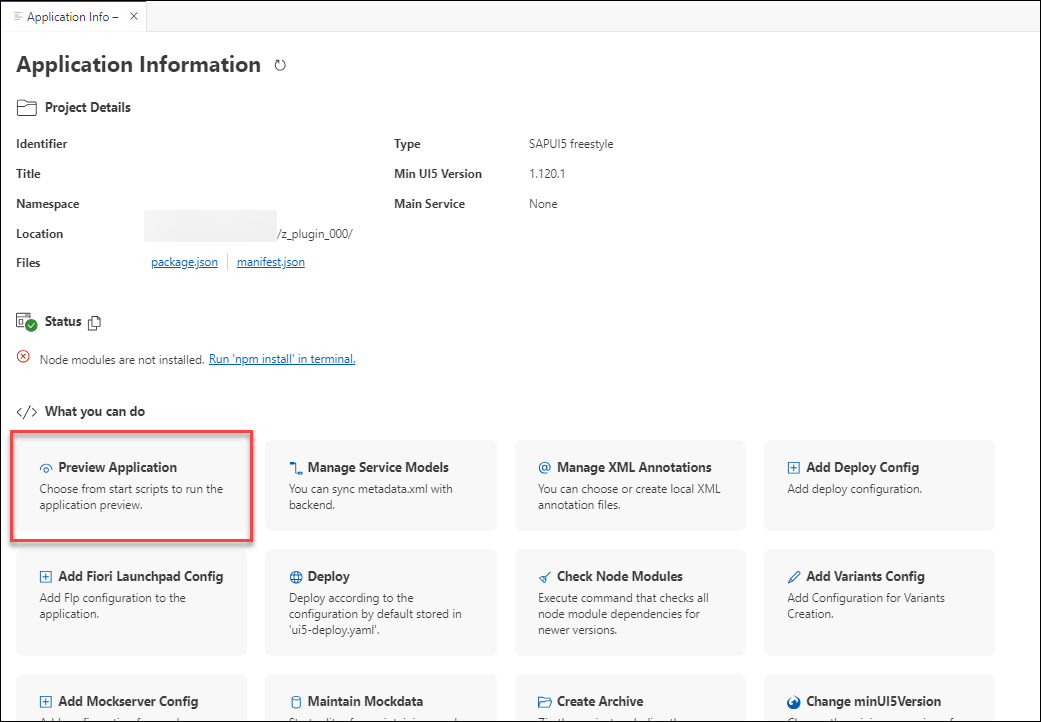 Application Info –
Application Information
Project Details
Identifier
Type
SAPUI5 freestyle
Title
Min UI5 Version
1.120.1
Namespace
Main Service
None
Location
/z_plugin_000/
Files
package.json
manifest.json
Status
Node modules are not installed. Run 'npm install' in terminal.
</> What you can do
Preview Application
Choose from start scripts to run the
application preview.
Manage Service Models
You can sync metadata.xml with
backend.
@ Manage XML Annotations
You can choose or create local XML
annotation files.
Add Deploy Config
Add deploy configuration.
Add Fiori Launchpad Config
Add Flp configuration to the
application.
Deploy
Deploy according to the
configuration by default stored in
'ui5-deploy.yaml'.
Check Node Modules
Execute command that checks all
node module dependencies for
newer versions.
Add Variants Config
Add Configuration for Variants
Creation.
Add Mockserver Config
Maintain Mockdata
Create Archive
Change minUI5Version